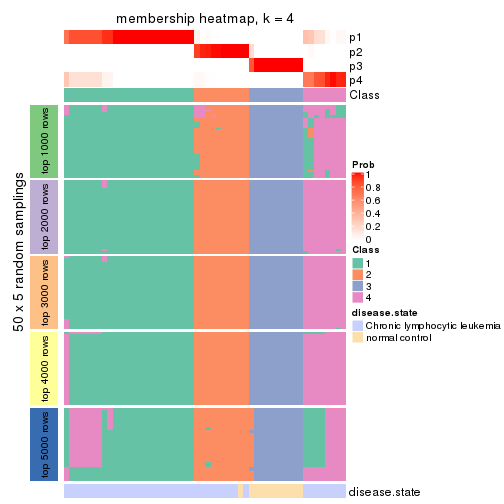 membership heatmap, k = 4
p1
p2
p3
p4
Class
50 x 5 random samplings
top 1000 rows
top 2000 rows
top 3000 rows
top 4000 rows
top 5000 rows
Prob
1
0.8
0.6
0.4
0.2
0
Class
1
2
3
4
disease.state
Chronic lymphocytic leukemia
normal control
disease.state